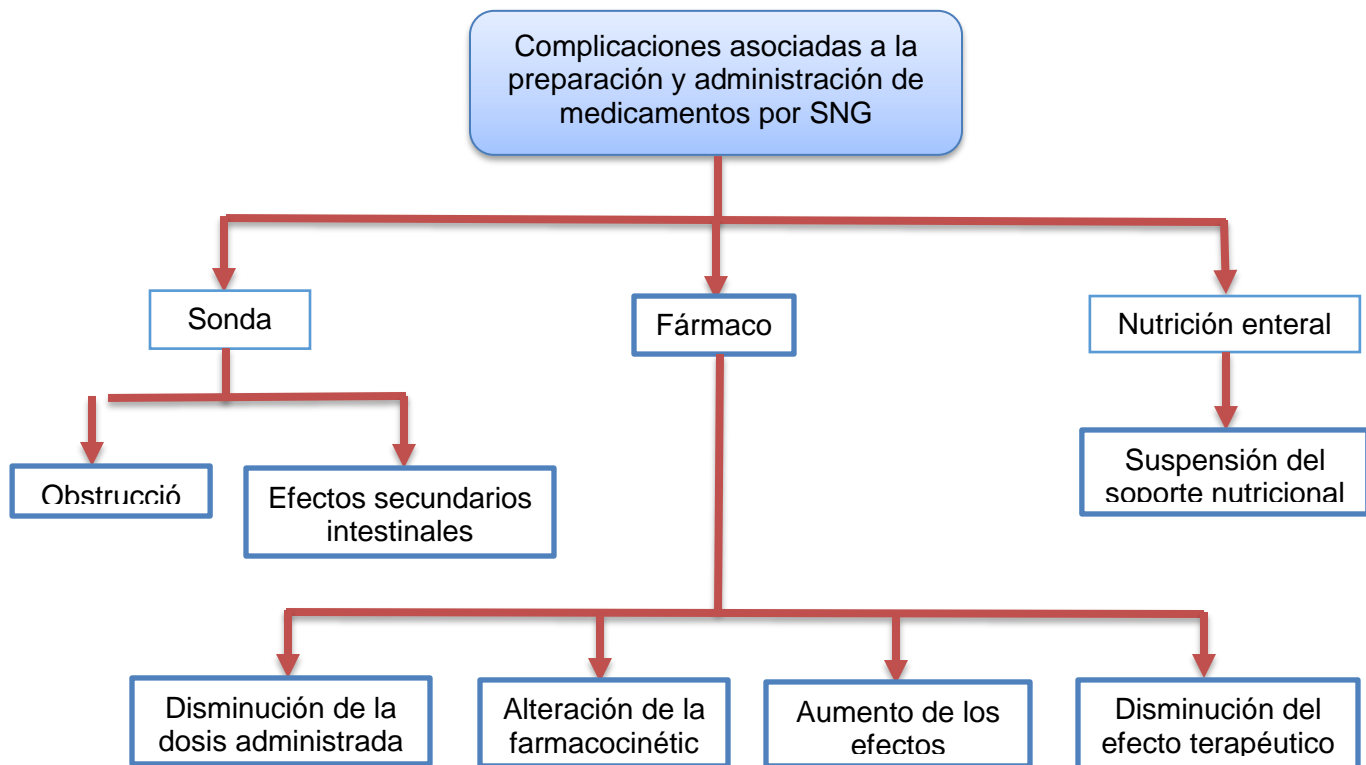 Complicaciones asociadas a la
preparación y administración de
medicamentos por SNG
Sonda
Fármaco
Nutrición enteral
Obstrucció
Efectos secundarios
intestinales
Suspensión del
soporte nutricional
Disminución de la
dosis administrada
Alteración de la
farmacocinétic
Aumento de los
efectos
Disminución del
efecto terapéutico